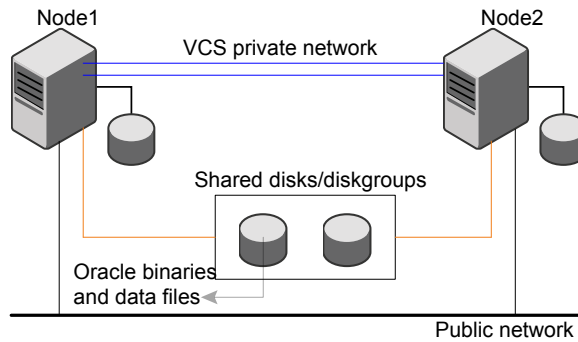 Node1
Node2
VCS private network
Shared disks/diskgroups
Oracle binaries
and data files
Public network